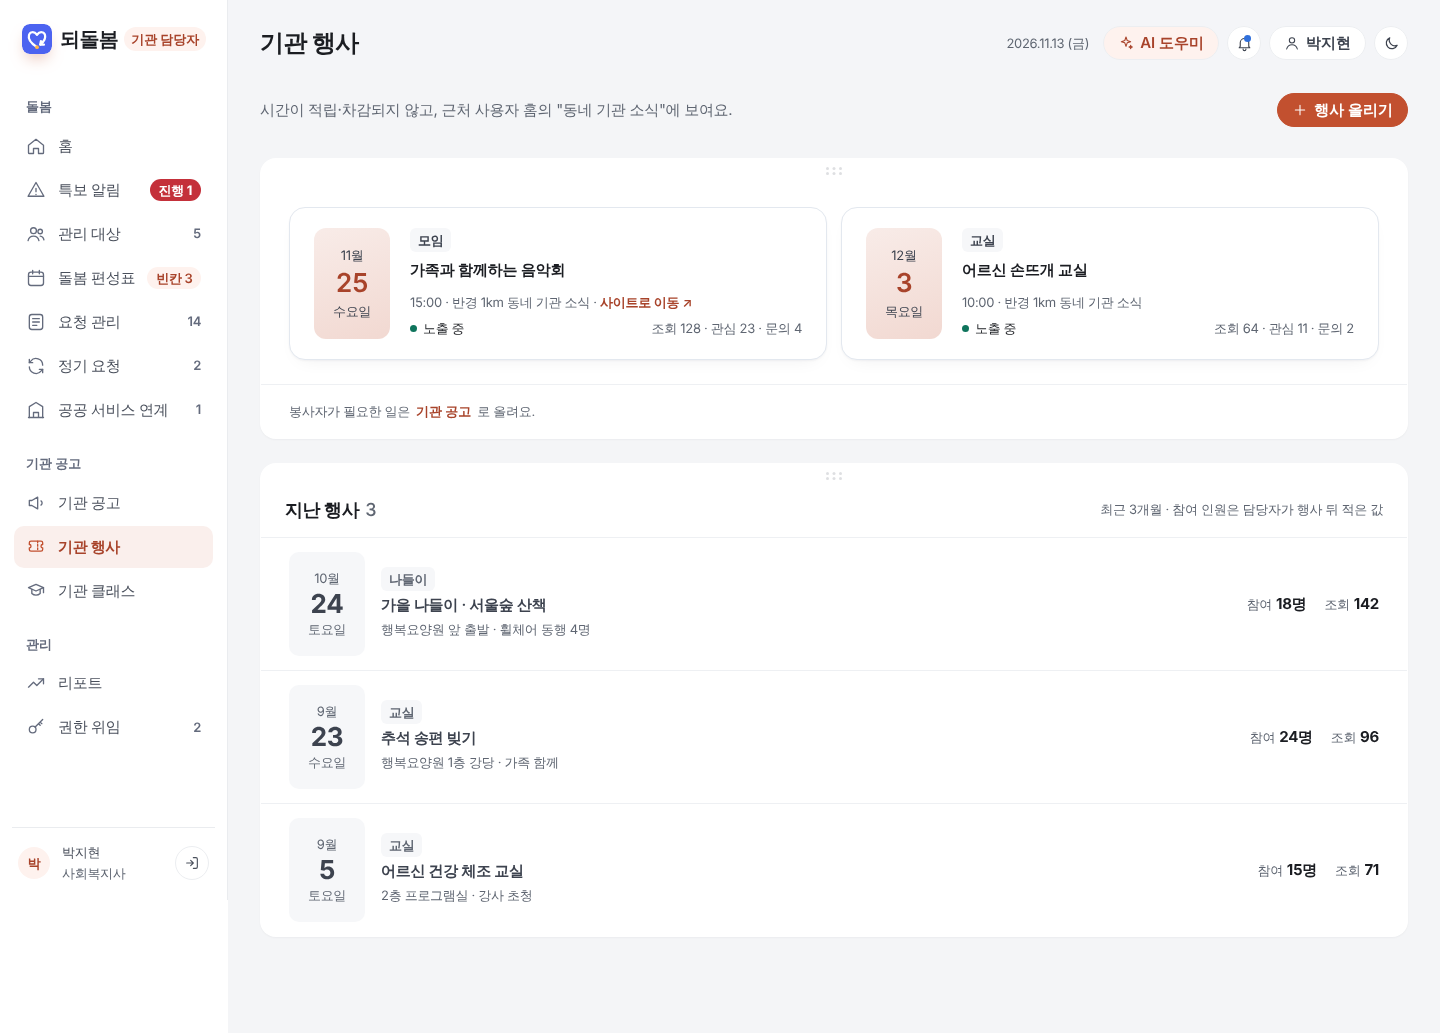 되돌봄 기관 담당자
돌봄
홈
특보 알림 진행 1
관리 대상 5
돌봄 편성표 빈칸 3
요청 관리 14
정기 요청 2
공공 서비스 연계 1
기관 공고
기관 공고
기관 행사
기관 클래스
관리
리포트
권한 위임 2
박
박지현
사회복지사
기관 행사
2026.11.13 (금)
AI 도우미
박지현
시간이 적립·차감되지 않고, 근처 사용자 홈의 "동네 기관 소식"에 보여요.
+ 행사 올리기
11월
25
수요일
모임
가족과 함께하는 음악회
15:00 · 반경 1km 동네 기관 소식 · 사이트로 이동 ↗
노출 중
조회 128 · 관심 23 · 문의 4
12월
3
목요일
교실
어르신 손뜨개 교실
10:00 · 반경 1km 동네 기관 소식
노출 중
조회 64 · 관심 11 · 문의 2
봉사자가 필요한 일은 기관 공고 로 올려요.
지난 행사 3
최근 3개월 · 참여 인원은 담당자가 행사 뒤 적은 값
10월
24
토요일
나들이
가을 나들이 · 서울숲 산책
행복요양원 앞 출발 · 휠체어 동행 4명
참여 18명 조회 142
9월
23
수요일
교실
추석 송편 빚기
행복요양원 1층 강당 · 가족 함께
참여 24명 조회 96
9월
5
토요일
교실
어르신 건강 체조 교실
2층 프로그램실 · 강사 초청
참여 15명 조회 71